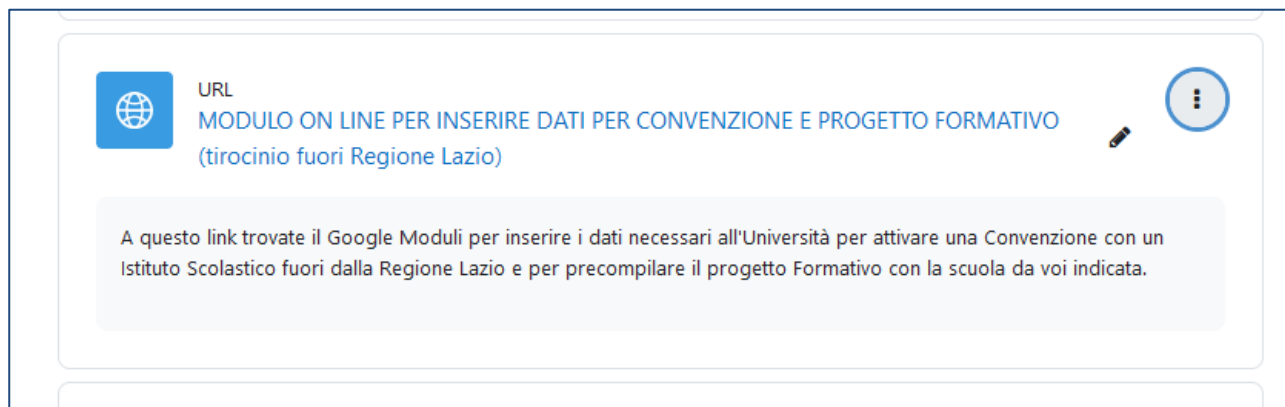 URL
MODULO ON LINE PER INSERIRE DATI PER CONVENZIONE E PROGETTO FORMATIVO
(tirocinio fuori Regione Lazio)
A questo link trovate il Google Moduli per inserire i dati necessari all'Università per attivare una Convenzione con un
Istituto Scolastico fuori dalla Regione Lazio e per precompilare il progetto Formativo con la scuola da voi indicata.